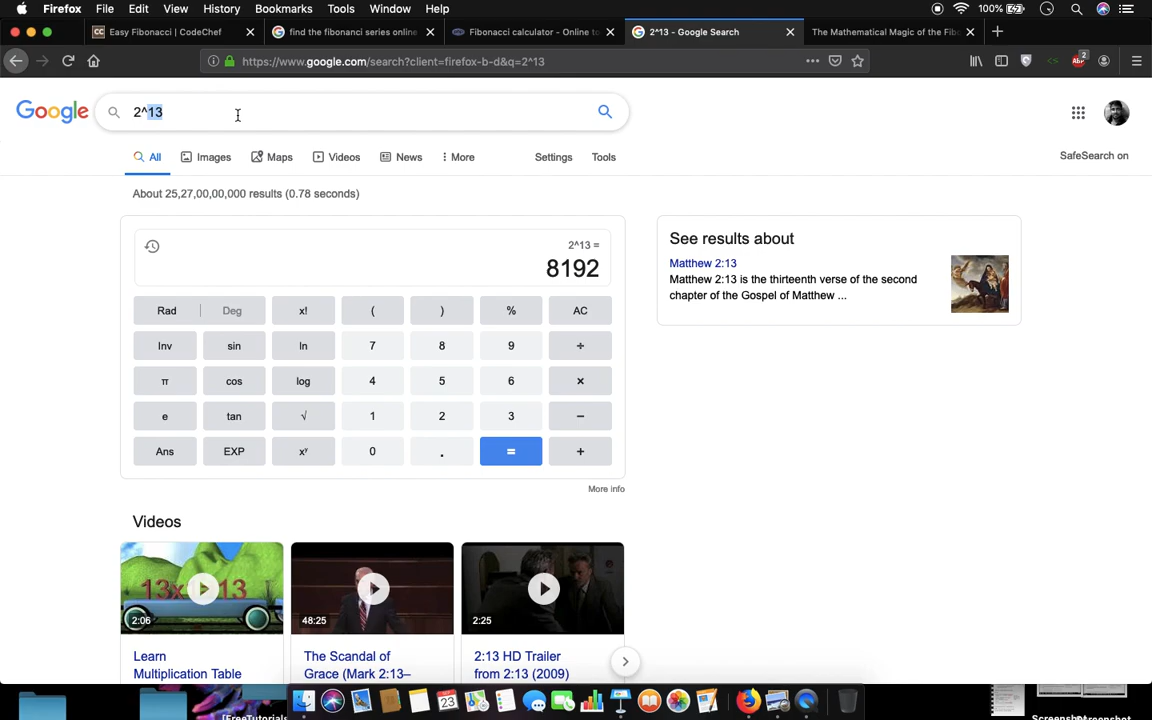 Firefox File Edit View History Bookmarks Tools Window Help 100%
Easy Fibonacci | CodeChef
find the fibonanci series online
Fibonacci calculator - Online to
2^13 - Google Search
The Mathematical Magic of the Fibo
https://www.google.com/search?client=firefox-b-d&q=2^13
2
Google
2^13
All Images Maps Videos News More Settings Tools
SafeSearch on
About 25,27,00,00,000 results (0.78 seconds)
2^13 =
8192
Rad Deg x! ( ) % AC
Inv sin ln 7 8 9 ÷
π cos log 4 5 6 ×
e tan √ 1 2 3 −
Ans EXP xʸ 0 . = +
More info
See results about
Matthew 2:13
Matthew 2:13 is the thirteenth verse of the second
chapter of the Gospel of Matthew ...
Videos
13x 13
2:06
48:25
2:25
Learn
Multiplication Table
The Scandal of
Grace (Mark 2:13–
2:13 HD Trailer
from 2:13 (2009)
23
[FreeTutorials